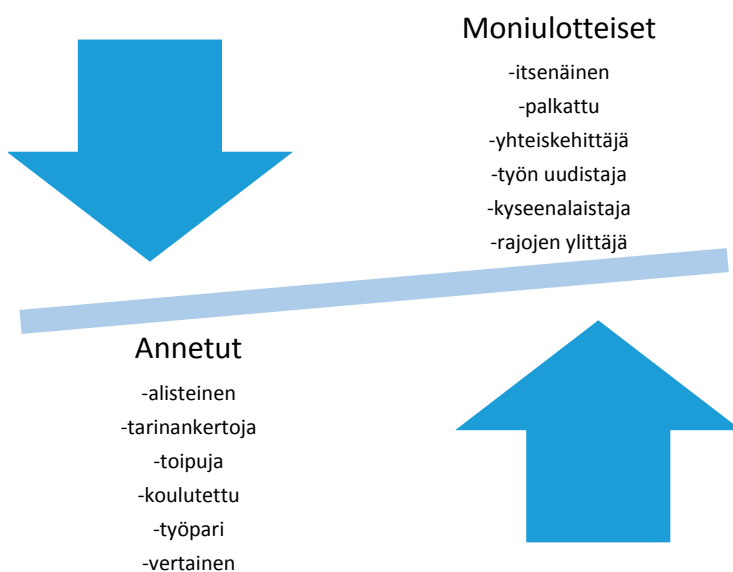 Moniulotteiset
-itsenäinen
-palkattu
-yhteiskehittäjä
-työn uudistaja
-kyseenalaistaja
-rajojen ylittäjä
Annetut
-alisteinen
-tarinankertoja
-toipuja
-koulutettu
-työpari
-vertainen